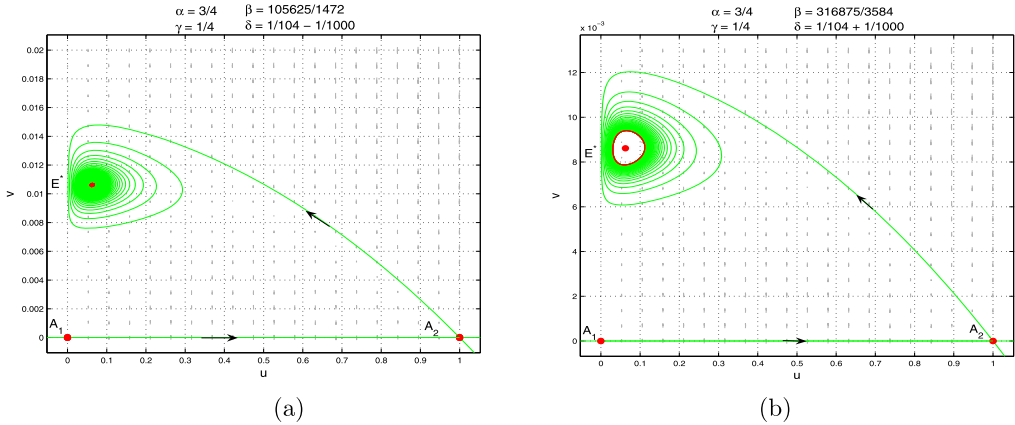 α = 3/4 β = 105625/1472
γ = 1/4 δ = 1/104 − 1/1000
0.02
0.018
0.016
0.014
0.012
0.01
0.008
0.006
0.004
0.002
0
v
E*
A1
A2
0 0.1 0.2 0.3 0.4 0.5 0.6 0.7 0.8 0.9 1
u
(a)
α = 3/4 β = 316875/3584
γ = 1/4 δ = 1/104 + 1/1000
x 10⁻³
12
10
8
6
4
2
0
v
E*
A1
A2
0 0.1 0.2 0.3 0.4 0.5 0.6 0.7 0.8 0.9 1
u
(b)